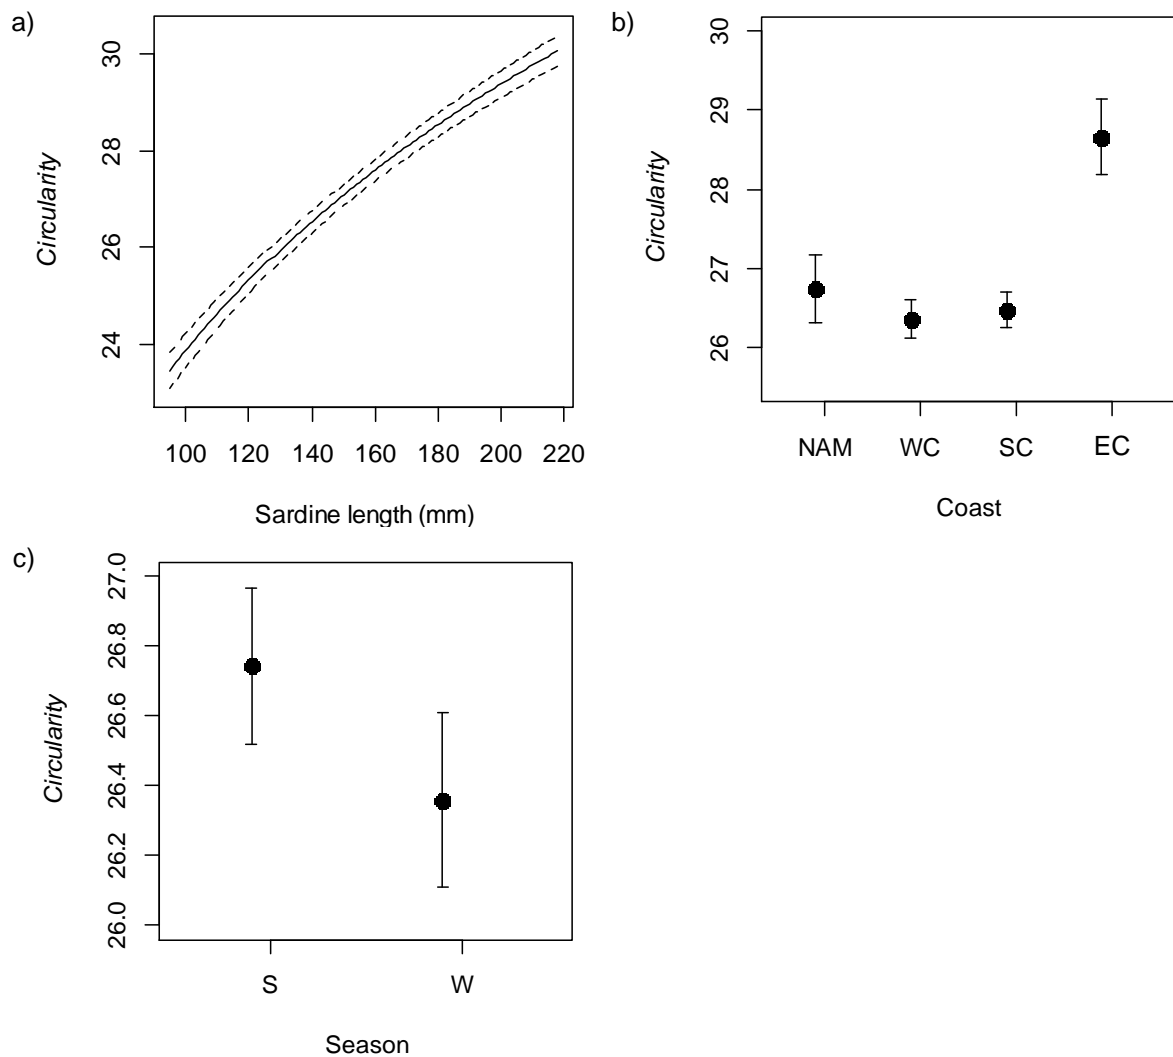 a)
30
28
26
24
Circularity
100 120 140 160 180 200 220
Sardine length (mm)
b)
30
29
28
27
26
Circularity
NAM WC SC EC
Coast
c)
27.0
26.8
26.6
26.4
26.2
26.0
Circularity
S W
Season